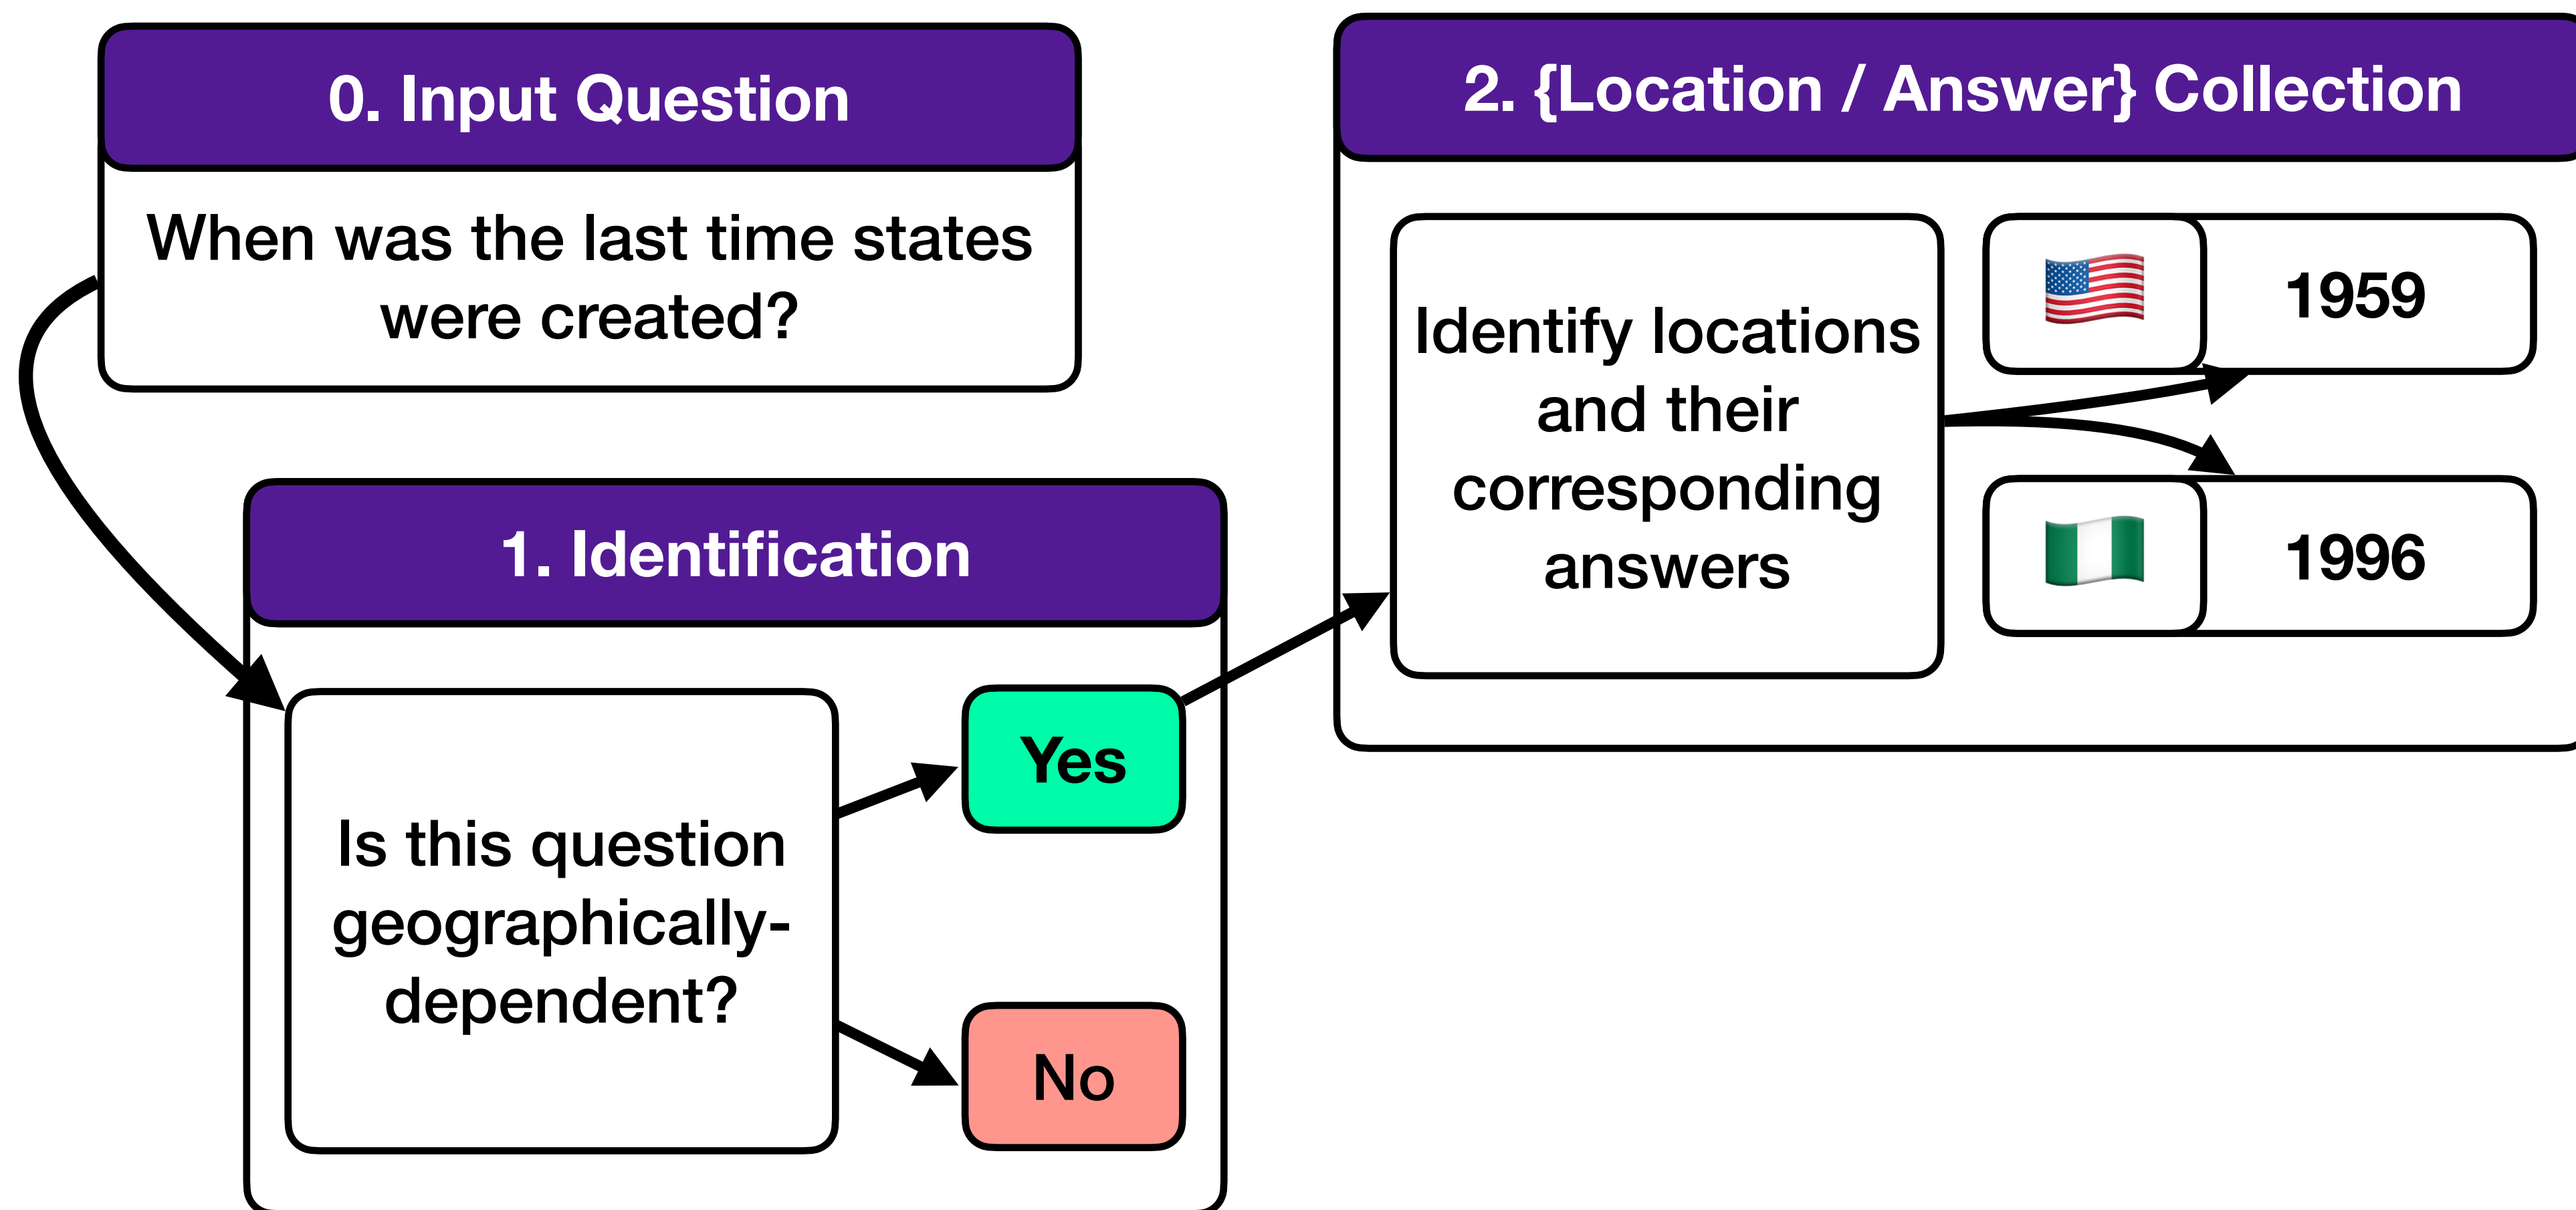 0. Input Question
When was the last time states
were created?
1. Identification
Is this question
geographically-
dependent?
Yes
No
2. {Location / Answer} Collection
Identify locations
and their
corresponding
answers
1959
1996